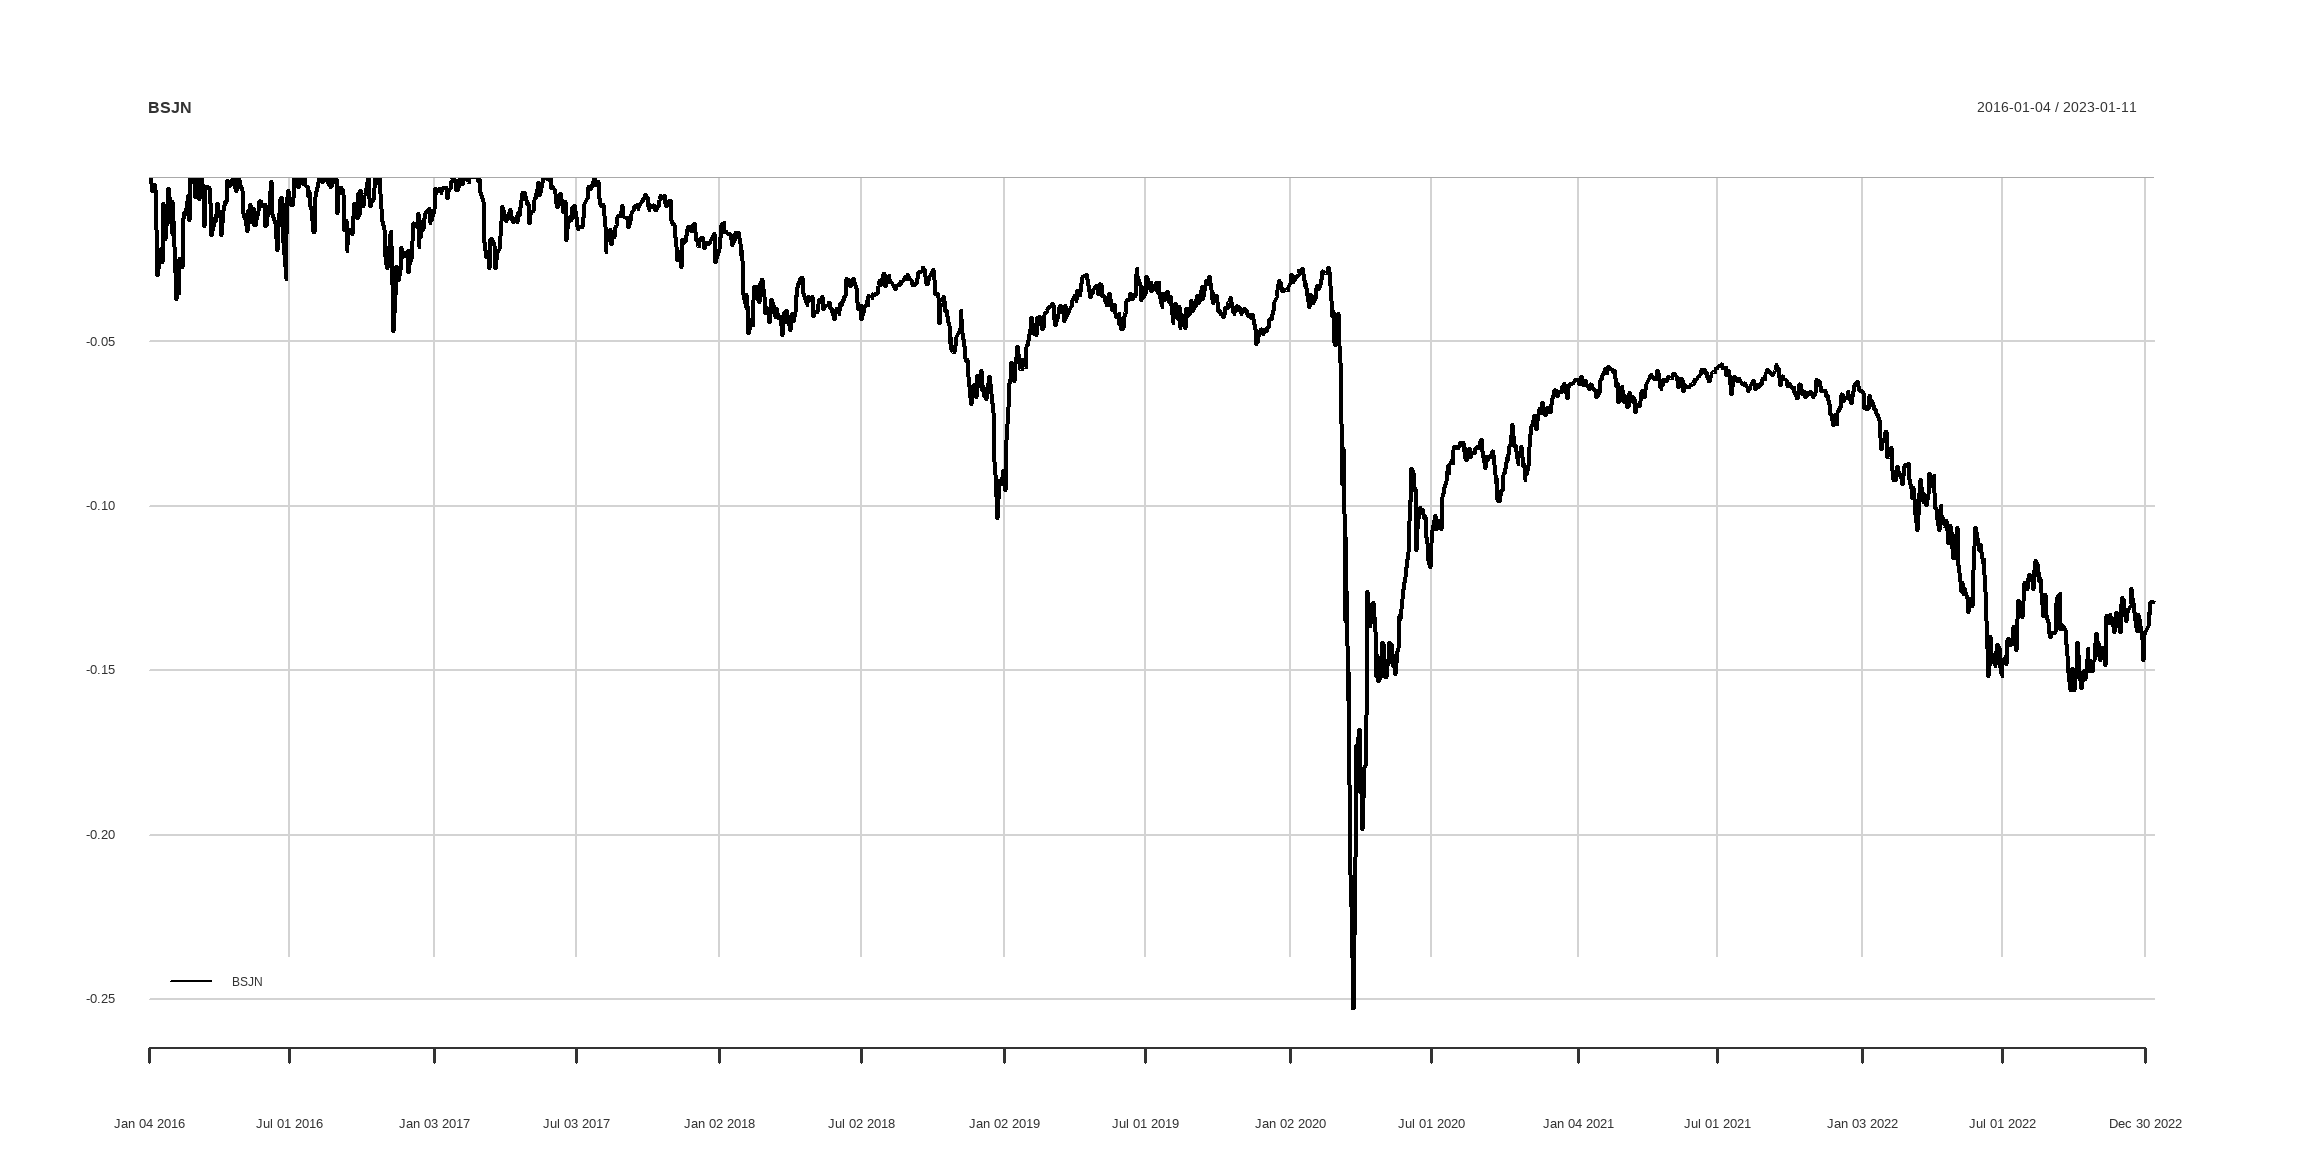 BSJN
2016-01-04 / 2023-01-11
-0.05
-0.10
-0.15
-0.20
BSJN
-0.25
Jan 04 2016
Jul 01 2016
Jan 03 2017
Jul 03 2017
Jan 02 2018
Jul 02 2018
Jan 02 2019
Jul 01 2019
Jan 02 2020
Jul 01 2020
Jan 04 2021
Jul 01 2021
Jan 03 2022
Jul 01 2022
Dec 30 2022